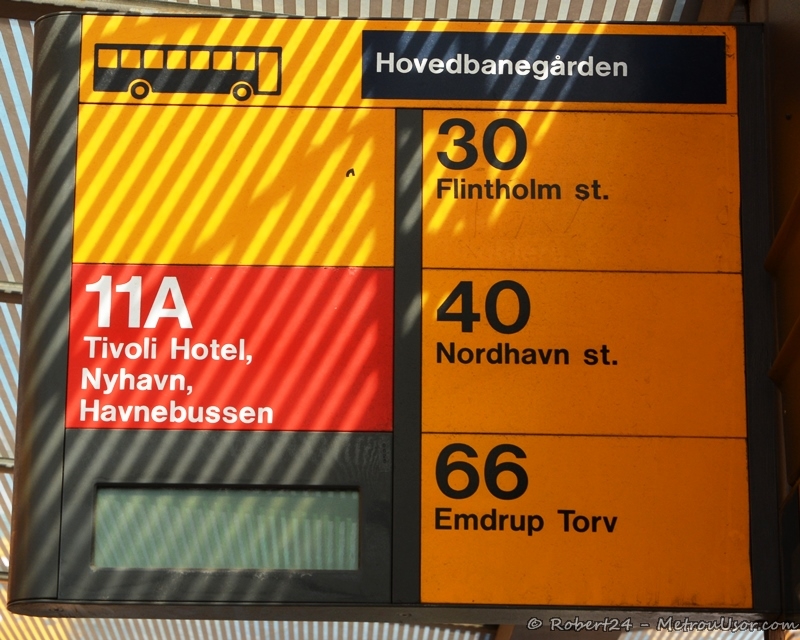 Hovedbanegården
11A
Tivoli Hotel,
Nyhavn,
Havnebussen
30
Flintholm st.
40
Nordhavn st.
66
Emdrup Torv
© Robert24 - MetrouUsor.com